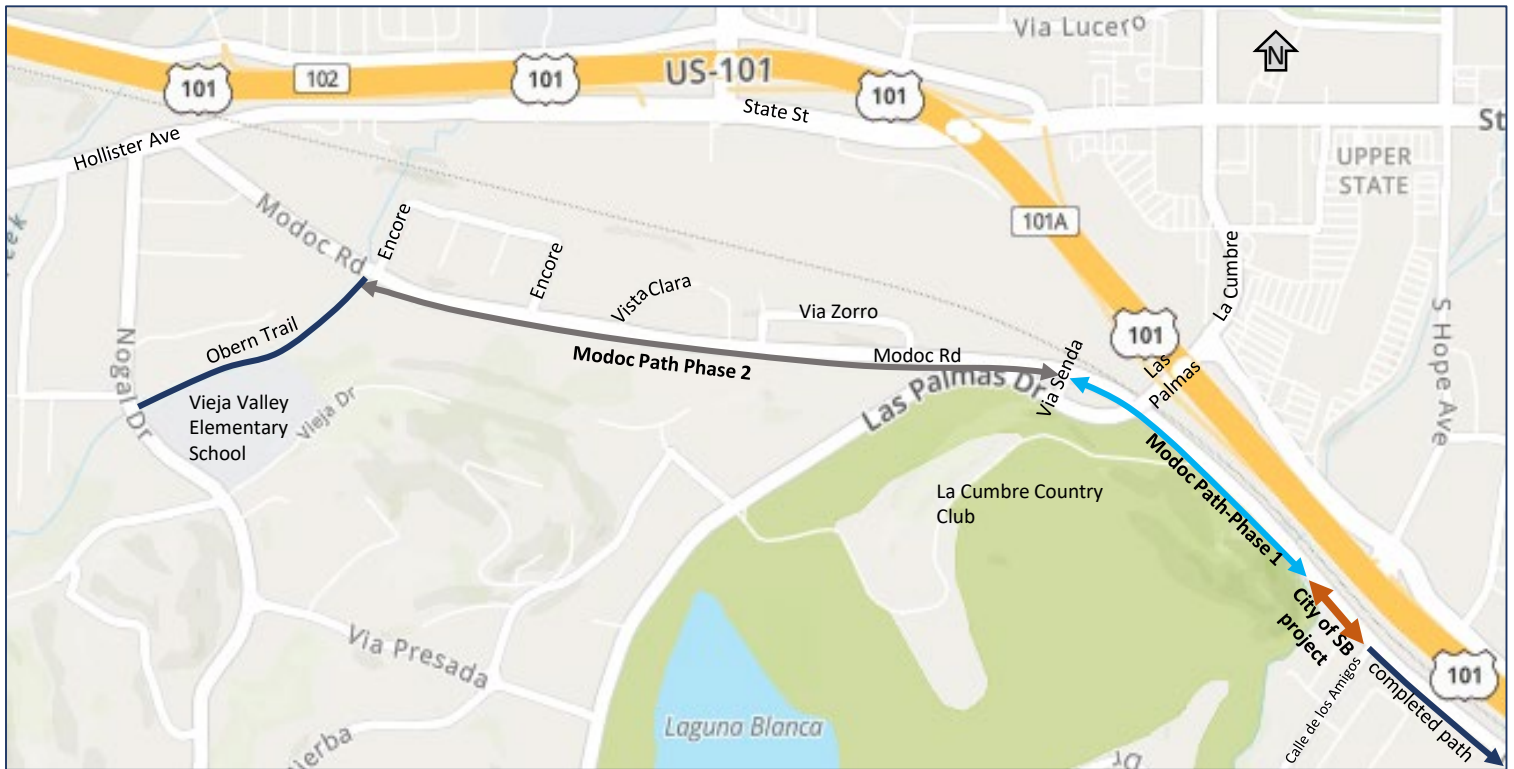 Via Lucero
N
US-101
101
102
101
101
State St
St
Hollister Ave
UPPER
STATE
101A
eek
Modoc Rd
Encore
Encore
La Cumbre
S Hope Ave
Vista Clara
Via Zorro
101
Obern Trail
Nogal Dr
Modoc Path Phase 2
Modoc Rd
Via Senda
Las
Palmas
Las Palmas Dr
Vieja Valley
Elementary
School
Vieja Dr
Modoc Path-Phase 1
La Cumbre Country
Club
City of SB
project
Via Presada
101
completed path
Calle de los Amigos
Laguna Blanca
ierba
Dr